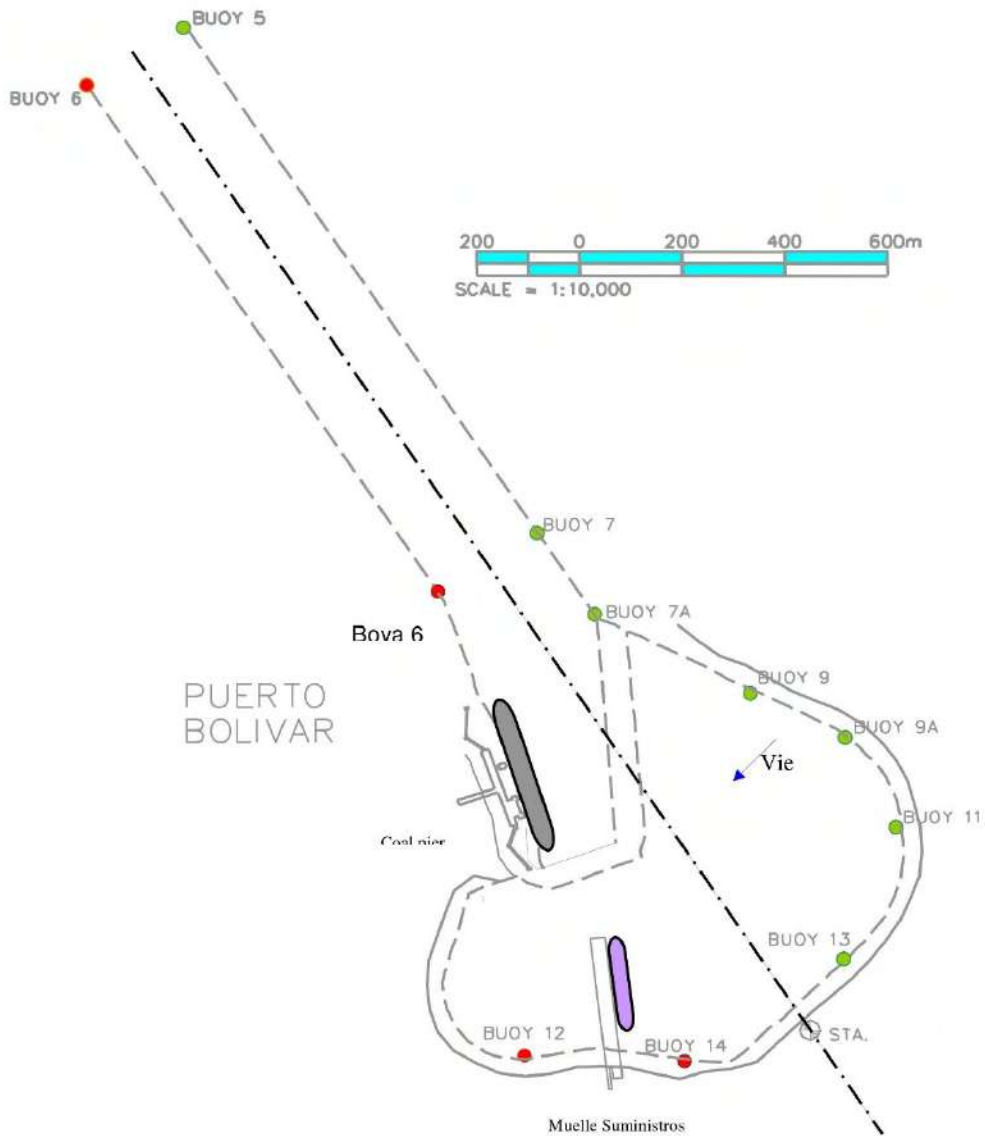 BUOY 5
BUOY 6
200 0 200 400 600m
SCALE = 1:10,000
BUOY 7
BUOY 7A
Bova 6
PUERTO
BOLIVAR
BUOY 9
BUOY 9A
Vie
BUOY 11
Coal pier
BUOY 13
STA.
BUOY 12
BUOY 14
Muelle Suministros